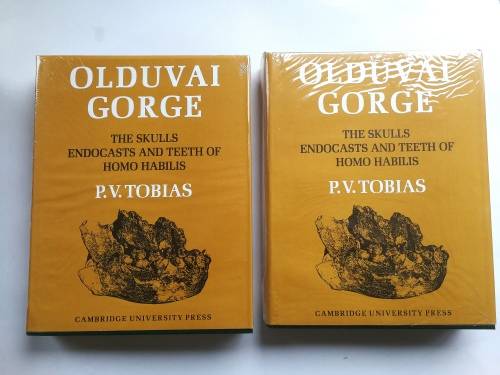 OLDUVAI
GORGE
THE SKULLS
ENDOCASTS AND TEETH OF
HOMO HABILIS
P.V. TOBIAS
CAMBRIDGE UNIVERSITY PRESS
OLDUVAI
GORGE
THE SKULLS
ENDOCASTS AND TEETH OF
HOMO HABILIS
P.V. TOBIAS
CAMBRIDGE UNIVERSITY PRESS